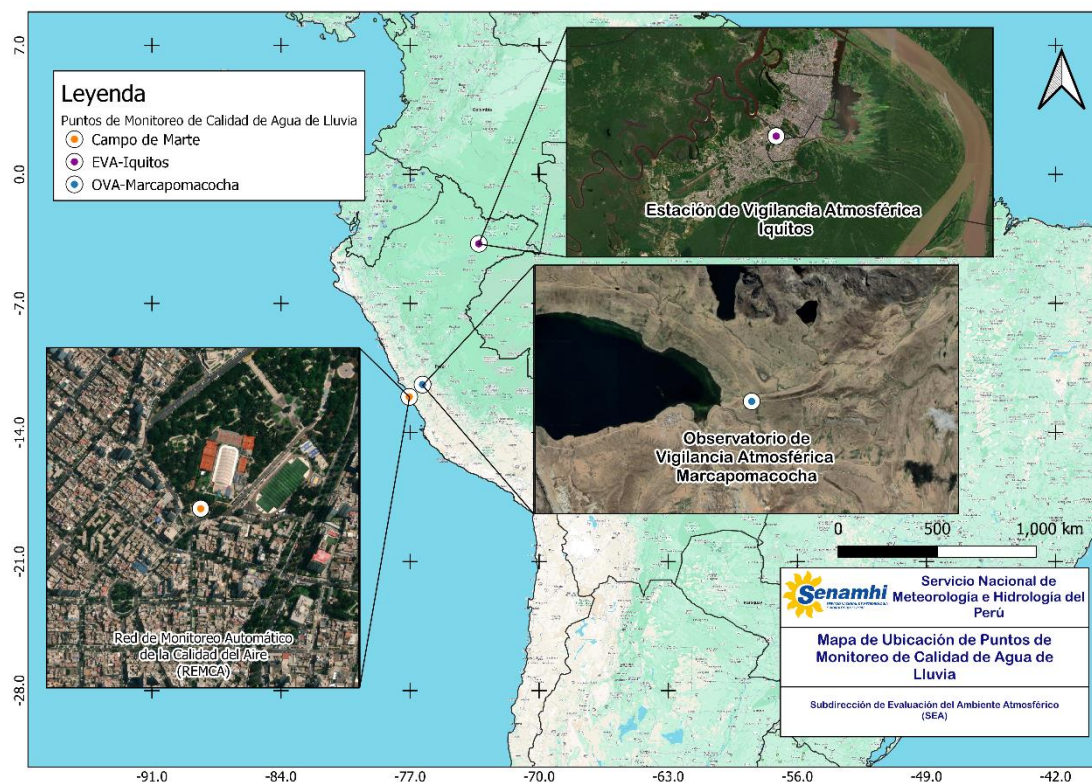 Leyenda
Puntos de Monitoreo de Calidad de Agua de Lluvia
Campo de Marte
EVA-Iquitos
OVA-Marcapomacocha
Estación de Vigilancia Atmosférica
Iquitos
Observatorio de
Vigilancia Atmosférica
Marcapomacocha
Red de Monitoreo Automático
de la Calidad del Aire
(REMCA)
0 500 1,000 km
Senamhi
Servicio Nacional de
Meteorología e Hidrología del
Perú
Mapa de Ubicación de Puntos de
Monitoreo de Calidad de Agua de
Lluvia
Subdirección de Evaluación del Ambiente Atmosférico
(SEA)
7.0
0.0
-7.0
-14.0
-21.0
-28.0
-91.0 -84.0 -77.0 -70.0 -63.0 -56.0 -49.0 -42.0